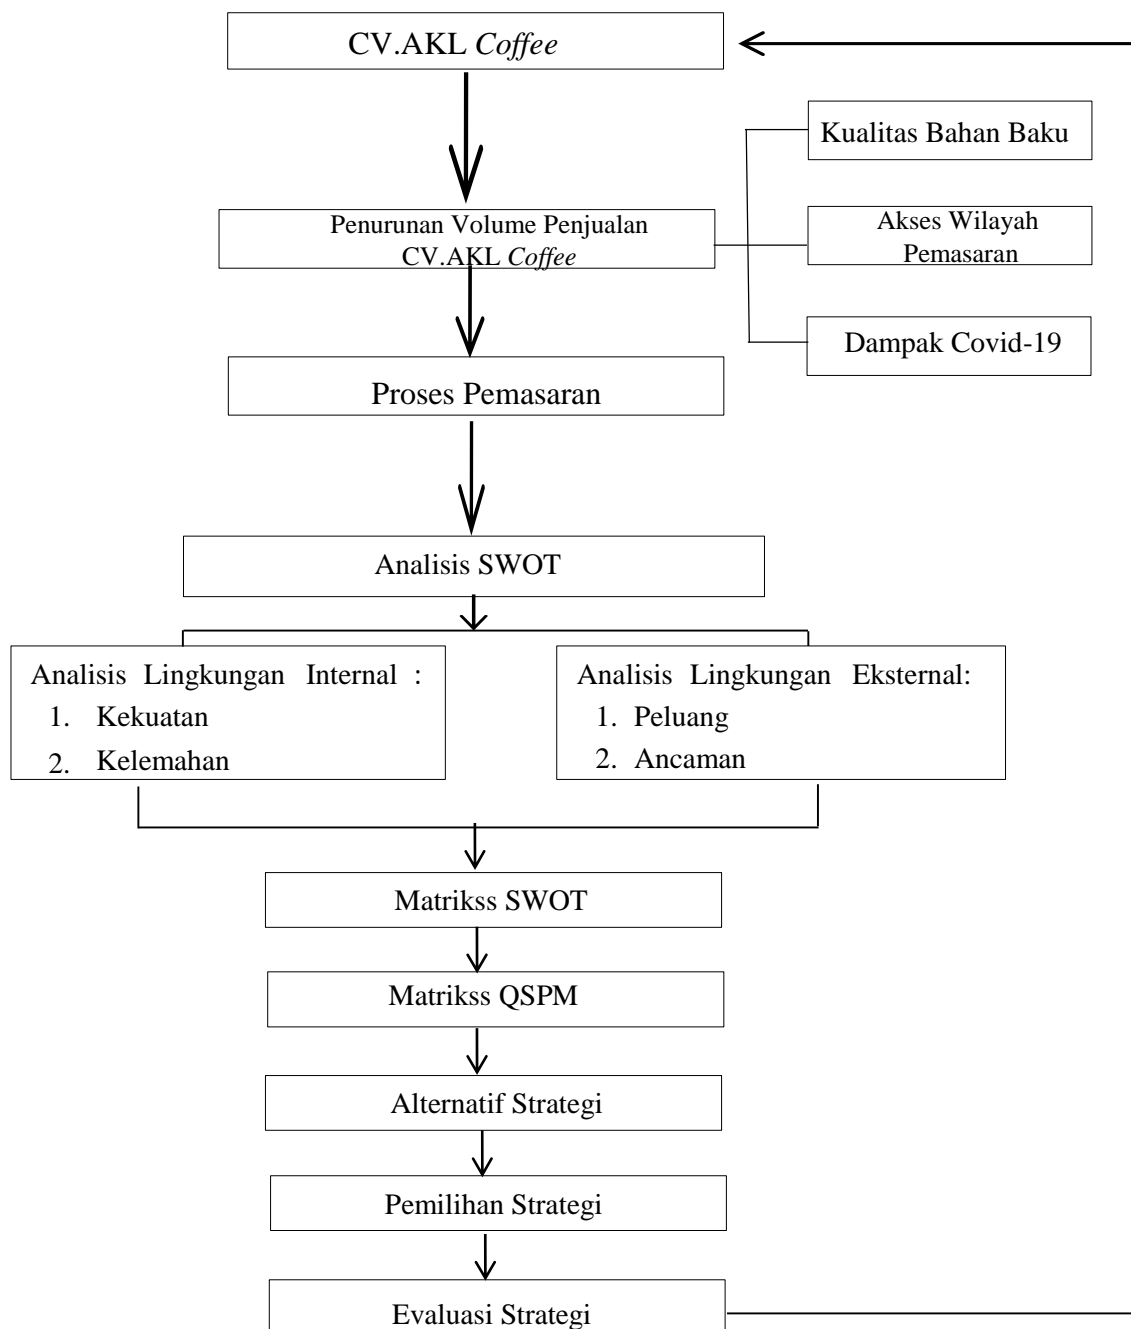 CV.AKL Coffee
Kualitas Bahan Baku
Penurunan Volume Penjualan
CV.AKL Coffee
Akses Wilayah
Pemasaran
Dampak Covid-19
Proses Pemasaran
Analisis SWOT
Analisis Lingkungan Internal :
1. Kekuatan
2. Kelemahan
Analisis Lingkungan Eksternal:
1. Peluang
2. Ancaman
Matrikss SWOT
Matrikss QSPM
Alternatif Strategi
Pemilihan Strategi
Evaluasi Strategi